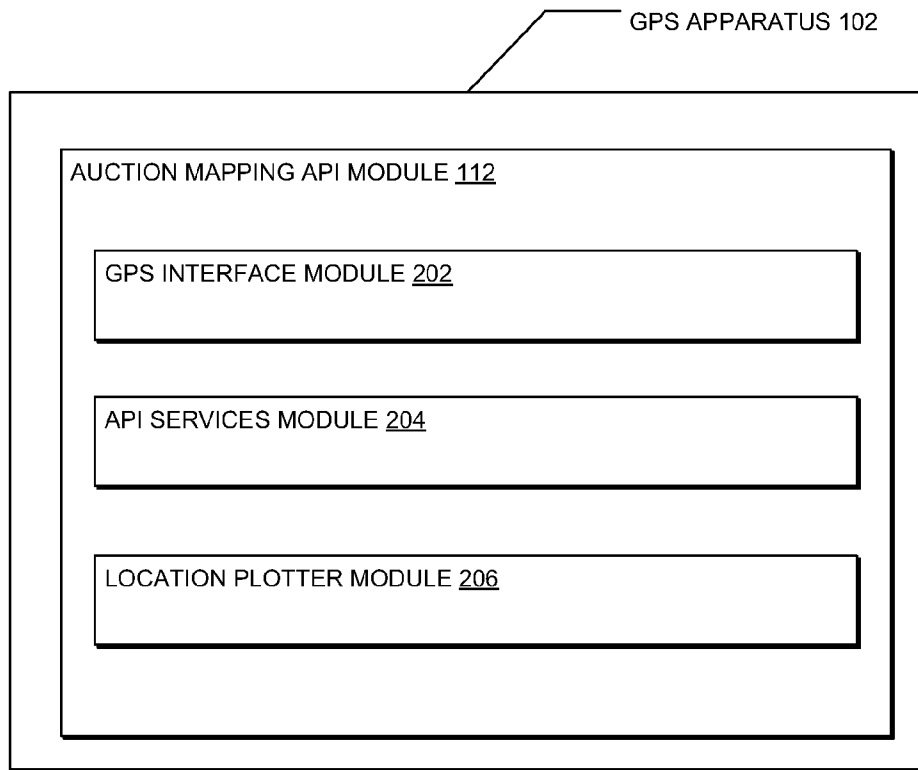 GPS APPARATUS 102
AUCTION MAPPING API MODULE 112
GPS INTERFACE MODULE 202
API SERVICES MODULE 204
LOCATION PLOTTER MODULE 206